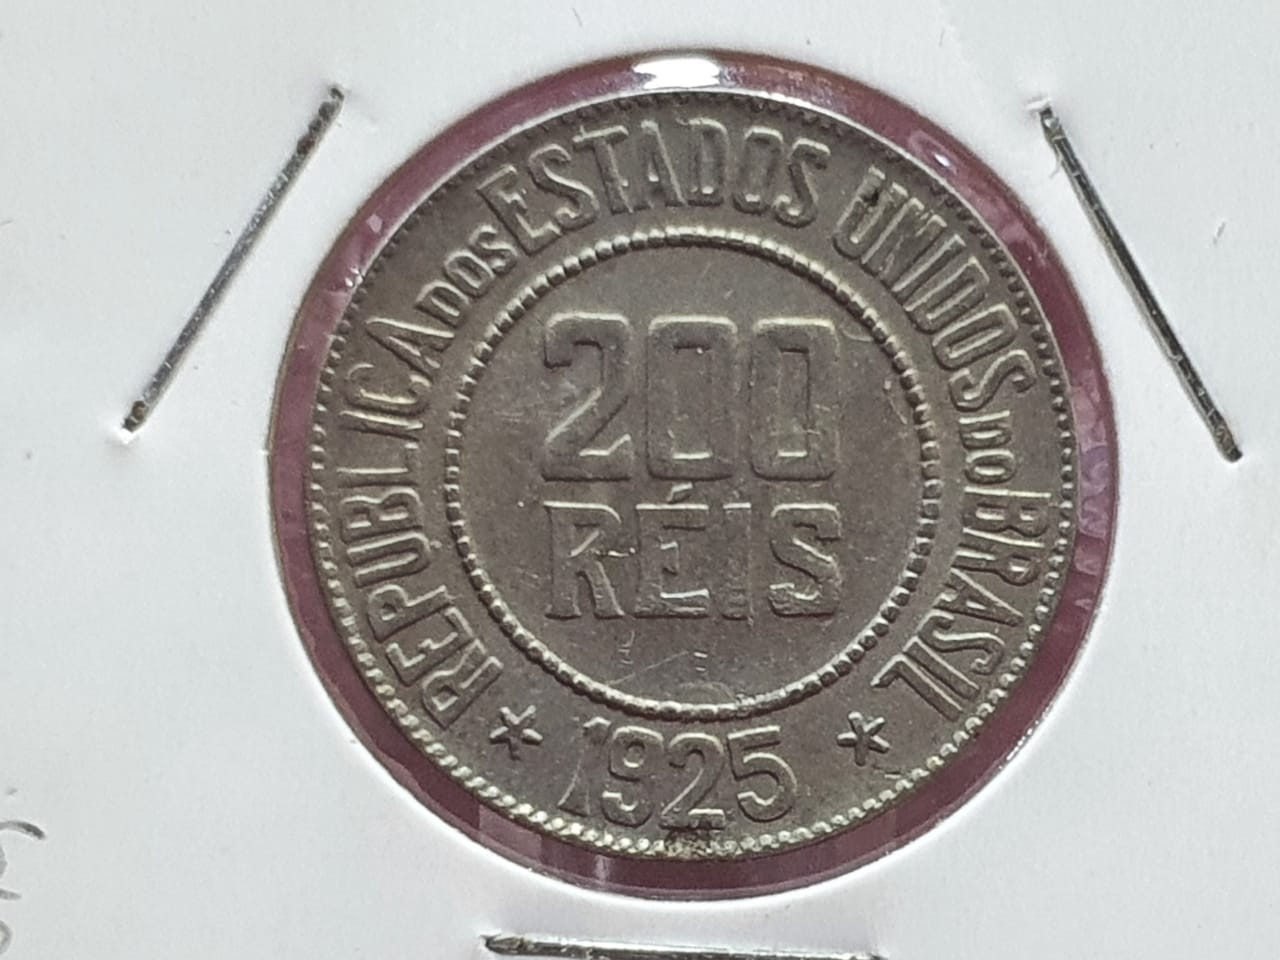 REPUBLICA DOS ESTADOS UNIDOS DO BRASIL
200
RÉIS
* 1925 *